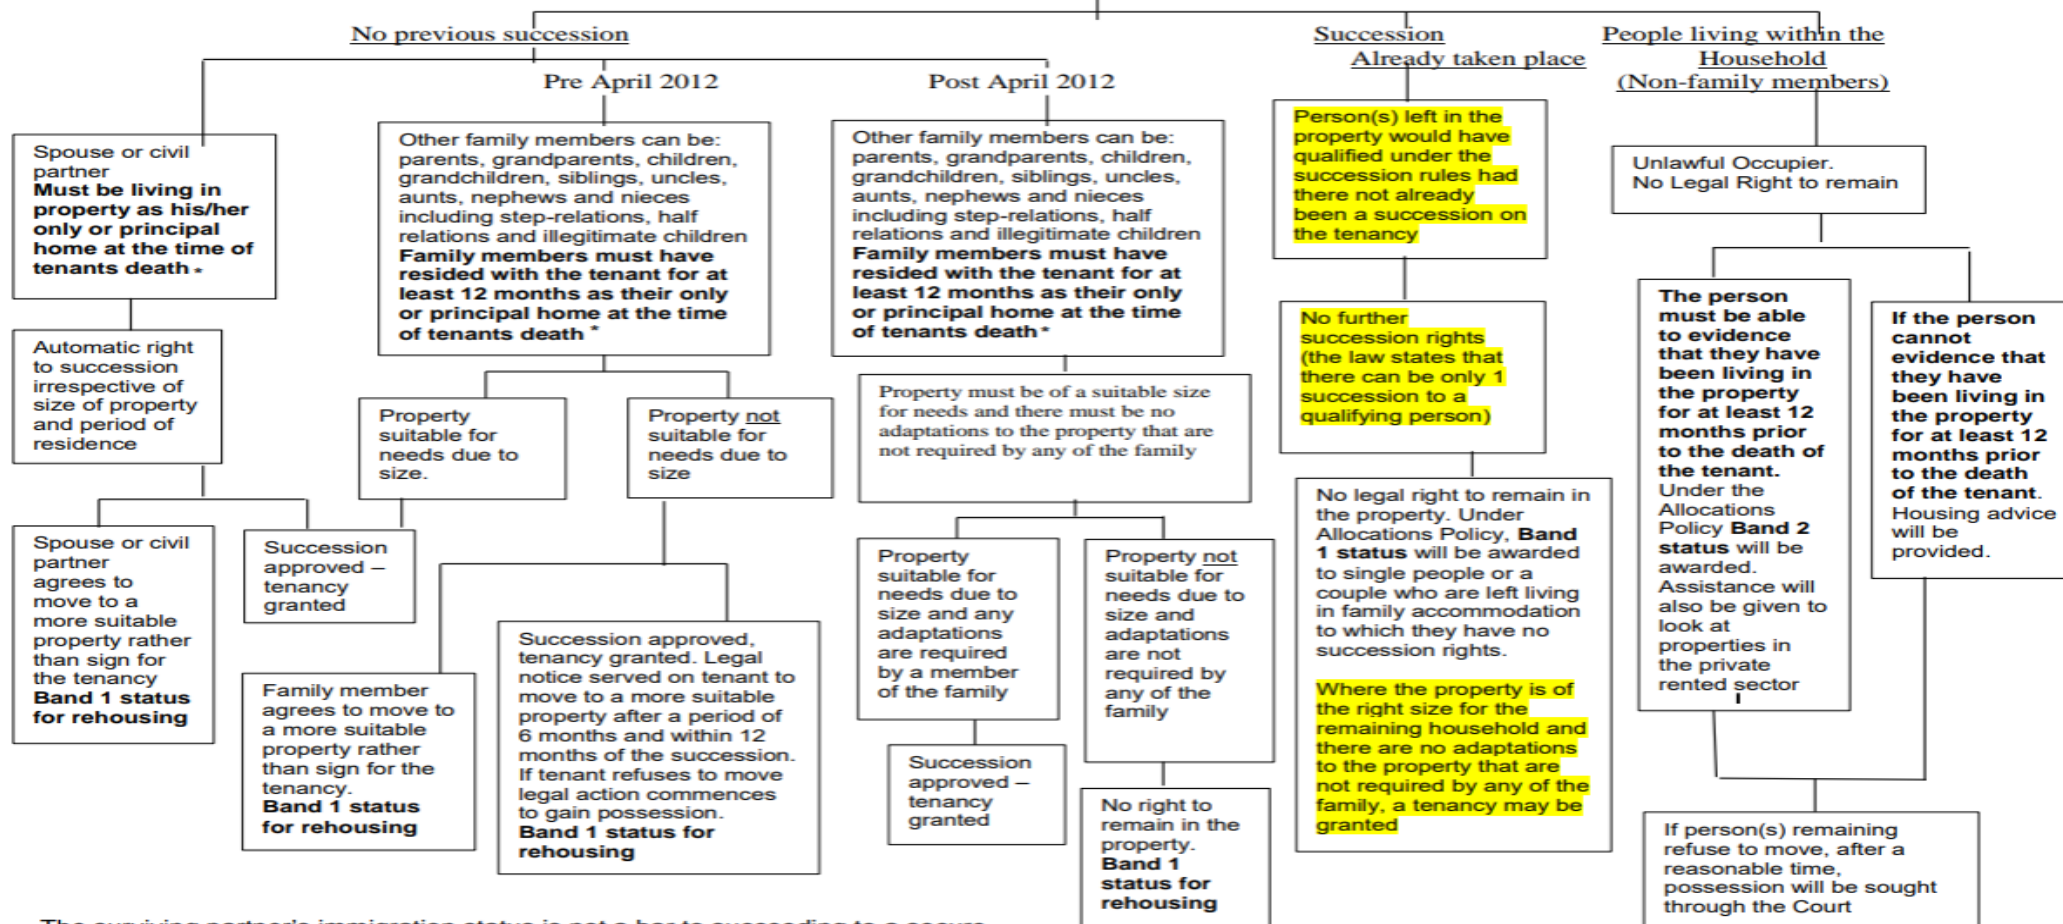 No previous succession
Succession
Already taken place
People living within the
Household
(Non-family members)
Pre April 2012
Post April 2012
Spouse or civil
partner
Must be living in
property as his/her
only or principal
home at the time of
tenants death *
Automatic right
to succession
irrespective of
size of property
and period of
residence
Spouse or civil
partner
agrees to
move to a
more suitable
property rather
than sign for
the tenancy
Band 1 status
for rehousing
Succession
approved –
tenancy
granted
Other family members can be:
parents, grandparents, children,
grandchildren, siblings, uncles,
aunts, nephews and nieces
including step-relations, half
relations and illegitimate children
Family members must have
resided with the tenant for at
least 12 months as their only
or principal home at the time
of tenants death *
Property
suitable for
needs due to
size.
Property not
suitable for
needs due to
size
Family member
agrees to move to
a more suitable
property rather
than sign for the
tenancy.
Band 1 status
for rehousing
Succession approved,
tenancy granted. Legal
notice served on tenant to
move to a more suitable
property after a period of
6 months and within 12
months of the succession.
If tenant refuses to move
legal action commences
to gain possession.
Band 1 status for
rehousing
Other family members can be:
parents, grandparents, children,
grandchildren, siblings, uncles,
aunts, nephews and nieces
including step-relations, half
relations and illegitimate children
Family members must have
resided with the tenant for at
least 12 months as their only
or principal home at the time
of tenants death *
Property must be of a suitable size
for needs and there must be no
adaptations to the property that are
not required by any of the family
Property
suitable for
needs due to
size and any
adaptations
are required
by a member
of the family
Succession
approved –
tenancy
granted
Property not
suitable for
needs due to
size and
adaptations
are not
required by
any of the
family
No right to
remain in the
property.
Band 1
status for
rehousing
Person(s) left in the
property would have
qualified under the
succession rules had
there not already
been a succession on
the tenancy
No further
succession rights
(the law states that
there can be only 1
succession to a
qualifying person)
No legal right to remain in
the property. Under
Allocations Policy, Band
1 status will be awarded
to single people or a
couple who are left living
in family accommodation
to which they have no
succession rights.
Where the property is of
the right size for the
remaining household and
there are no adaptations
to the property that are
not required by any of the
family, a tenancy may be
granted
Unlawful Occupier.
No Legal Right to remain
The person
must be able
to evidence
that they have
been living in
the property
for at least 12
months prior
to the death of
the tenant.
Under the
Allocations
Policy Band 2
status will be
awarded.
Assistance will
also be given to
look at
properties in
the private
rented sector
If the person
cannot
evidence that
they have
been living in
the property
for at least 12
months prior
to the death
of the tenant.
Housing advice
will be
provided.
If person(s) remaining
refuse to move, after a
reasonable time,
possession will be sought
through the Court
The surviving partner's immigration status is not a bar to succeeding to a secure